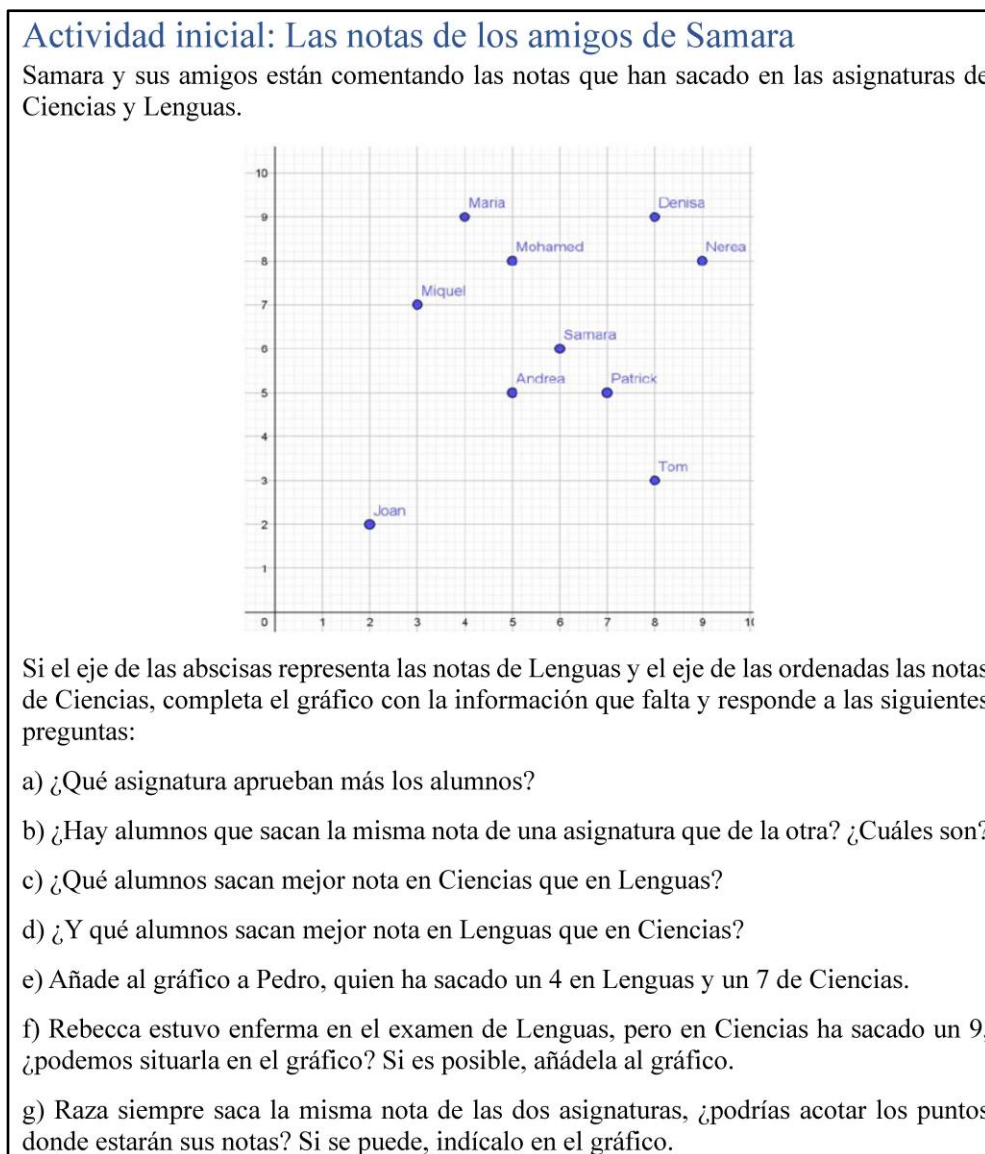 Actividad inicial: Las notas de los amigos de Samara
Samara y sus amigos están comentando las notas que han sacado en las asignaturas de
Ciencias y Lenguas.
10
Maria
Denisa
9
Mohamed
Nerea
8
Miquel
7
Samara
6
Andrea
Patrick
5
4
Tom
3
Joan
2
1
0 1 2 3 4 5 6 7 8 9 10
Si el eje de las abscisas representa las notas de Lenguas y el eje de las ordenadas las notas
de Ciencias, completa el gráfico con la información que falta y responde a las siguientes
preguntas:
a) ¿Qué asignatura aprueban más los alumnos?
b) ¿Hay alumnos que sacan la misma nota de una asignatura que de la otra? ¿Cuáles son?
c) ¿Qué alumnos sacan mejor nota en Ciencias que en Lenguas?
d) ¿Y qué alumnos sacan mejor nota en Lenguas que en Ciencias?
e) Añade al gráfico a Pedro, quien ha sacado un 4 en Lenguas y un 7 de Ciencias.
f) Rebecca estuvo enferma en el examen de Lenguas, pero en Ciencias ha sacado un 9,
¿podemos situarla en el gráfico? Si es posible, añádela al gráfico.
g) Raza siempre saca la misma nota de las dos asignaturas, ¿podrías acotar los puntos
donde estarán sus notas? Si se puede, indícalo en el gráfico.